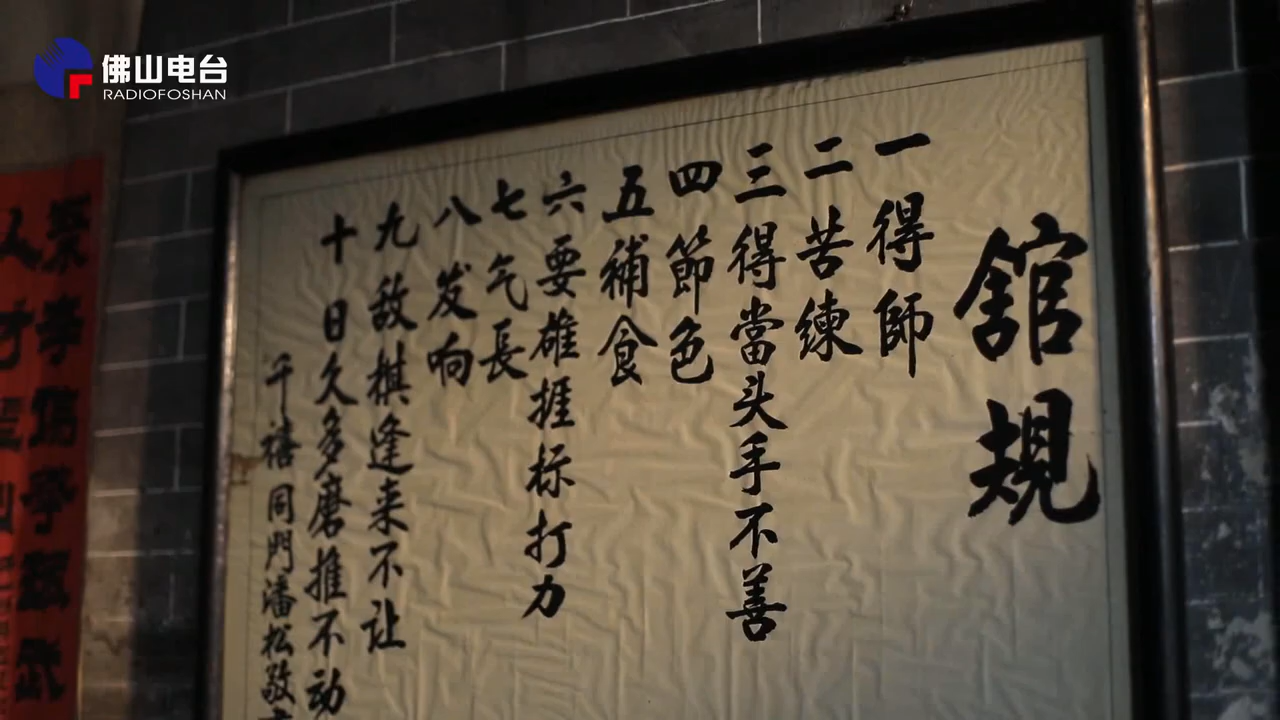 佛山电台
RADIOFOSHAN
舘規
一得師
二苦練
三得當头手不善
四節色
五補食
六要雄捱标打力
七气長
八发响
九敌棋逢来不让
十日久多磨推不动
千禧同門潘松敬